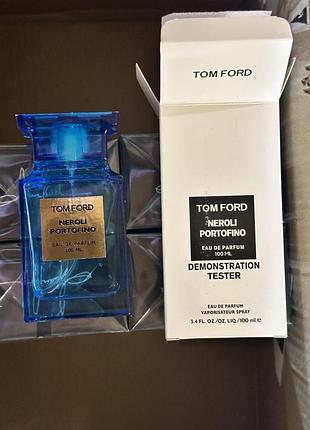 TOM FORD
NEROLI
PORTOFINO
EAU DE PARFUM
100 ML
TOM FORD
TOM FORD
NEROLI
PORTOFINO
EAU DE PARFUM
100 ML
DEMONSTRATION
TESTER
EAU DE PARFUM
VAPORISATEUR SPRAY
3.4 FL. OZ./OZ. LIQ/100 ml e